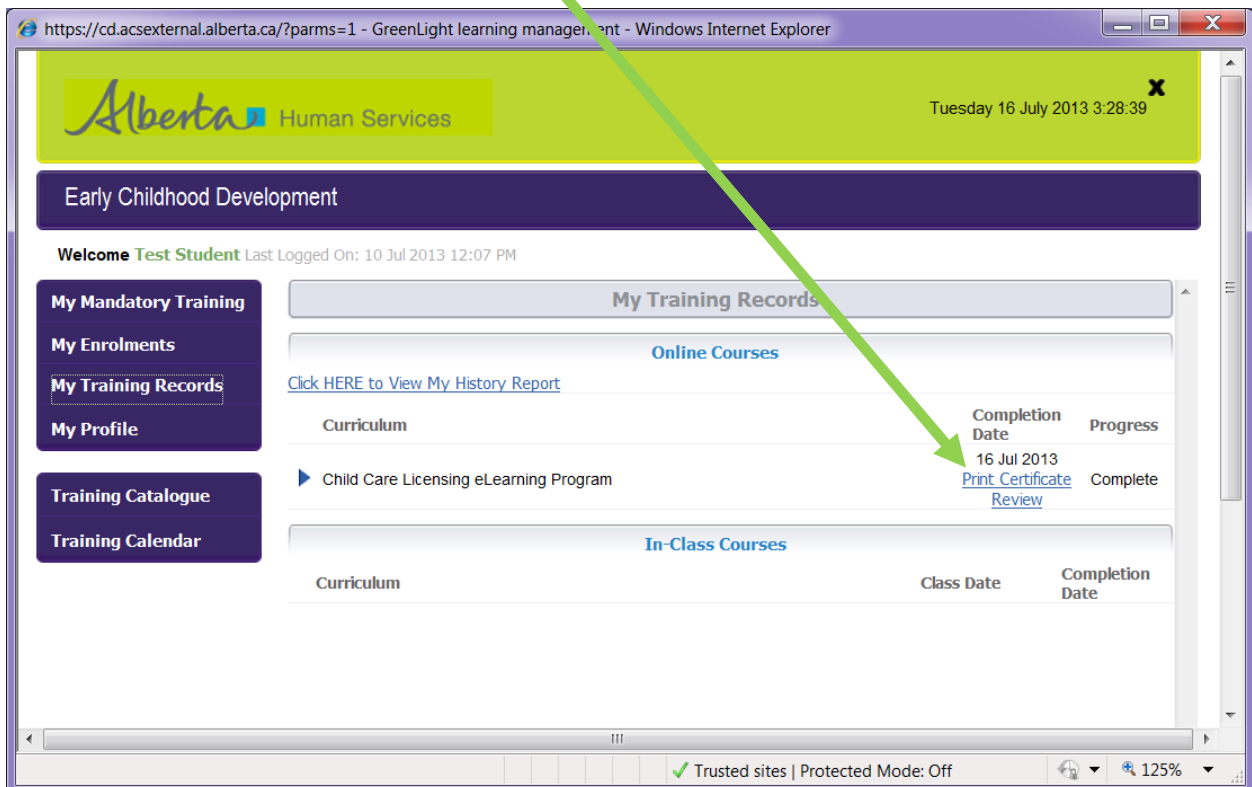 https://cd.acsexternal.alberta.ca/?parms=1 - GreenLight learning management - Windows Internet Explorer
Alberta Human Services
Tuesday 16 July 2013 3:28:39
Early Childhood Development
Welcome Test Student Last Logged On: 10 Jul 2013 12:07 PM
My Mandatory Training
My Enrolments
My Training Records
My Profile
Training Catalogue
Training Calendar
My Training Records
Online Courses
Click HERE to View My History Report
Curriculum
Completion
Date
Progress
Child Care Licensing eLearning Program
16 Jul 2013
Print Certificate
Review
Complete
In-Class Courses
Curriculum
Class Date
Completion
Date
Trusted sites | Protected Mode: Off
125%